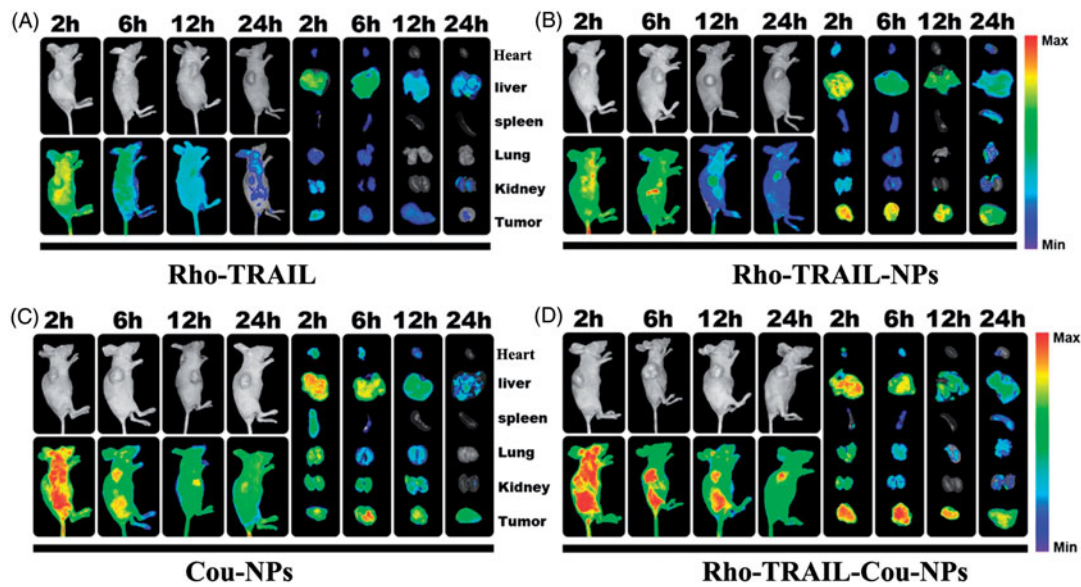 (A) 2h 6h 12h 24h 2h 6h 12h 24h
Heart
liver
spleen
Lung
Kidney
Tumor
Rho-TRAIL
(B) 2h 6h 12h 24h 2h 6h 12h 24h
Max
Min
Rho-TRAIL-NPs
(C) 2h 6h 12h 24h 2h 6h 12h 24h
Heart
liver
spleen
Lung
Kidney
Tumor
Cou-NPs
(D) 2h 6h 12h 24h 2h 6h 12h 24h
Max
Min
Rho-TRAIL-Cou-NPs